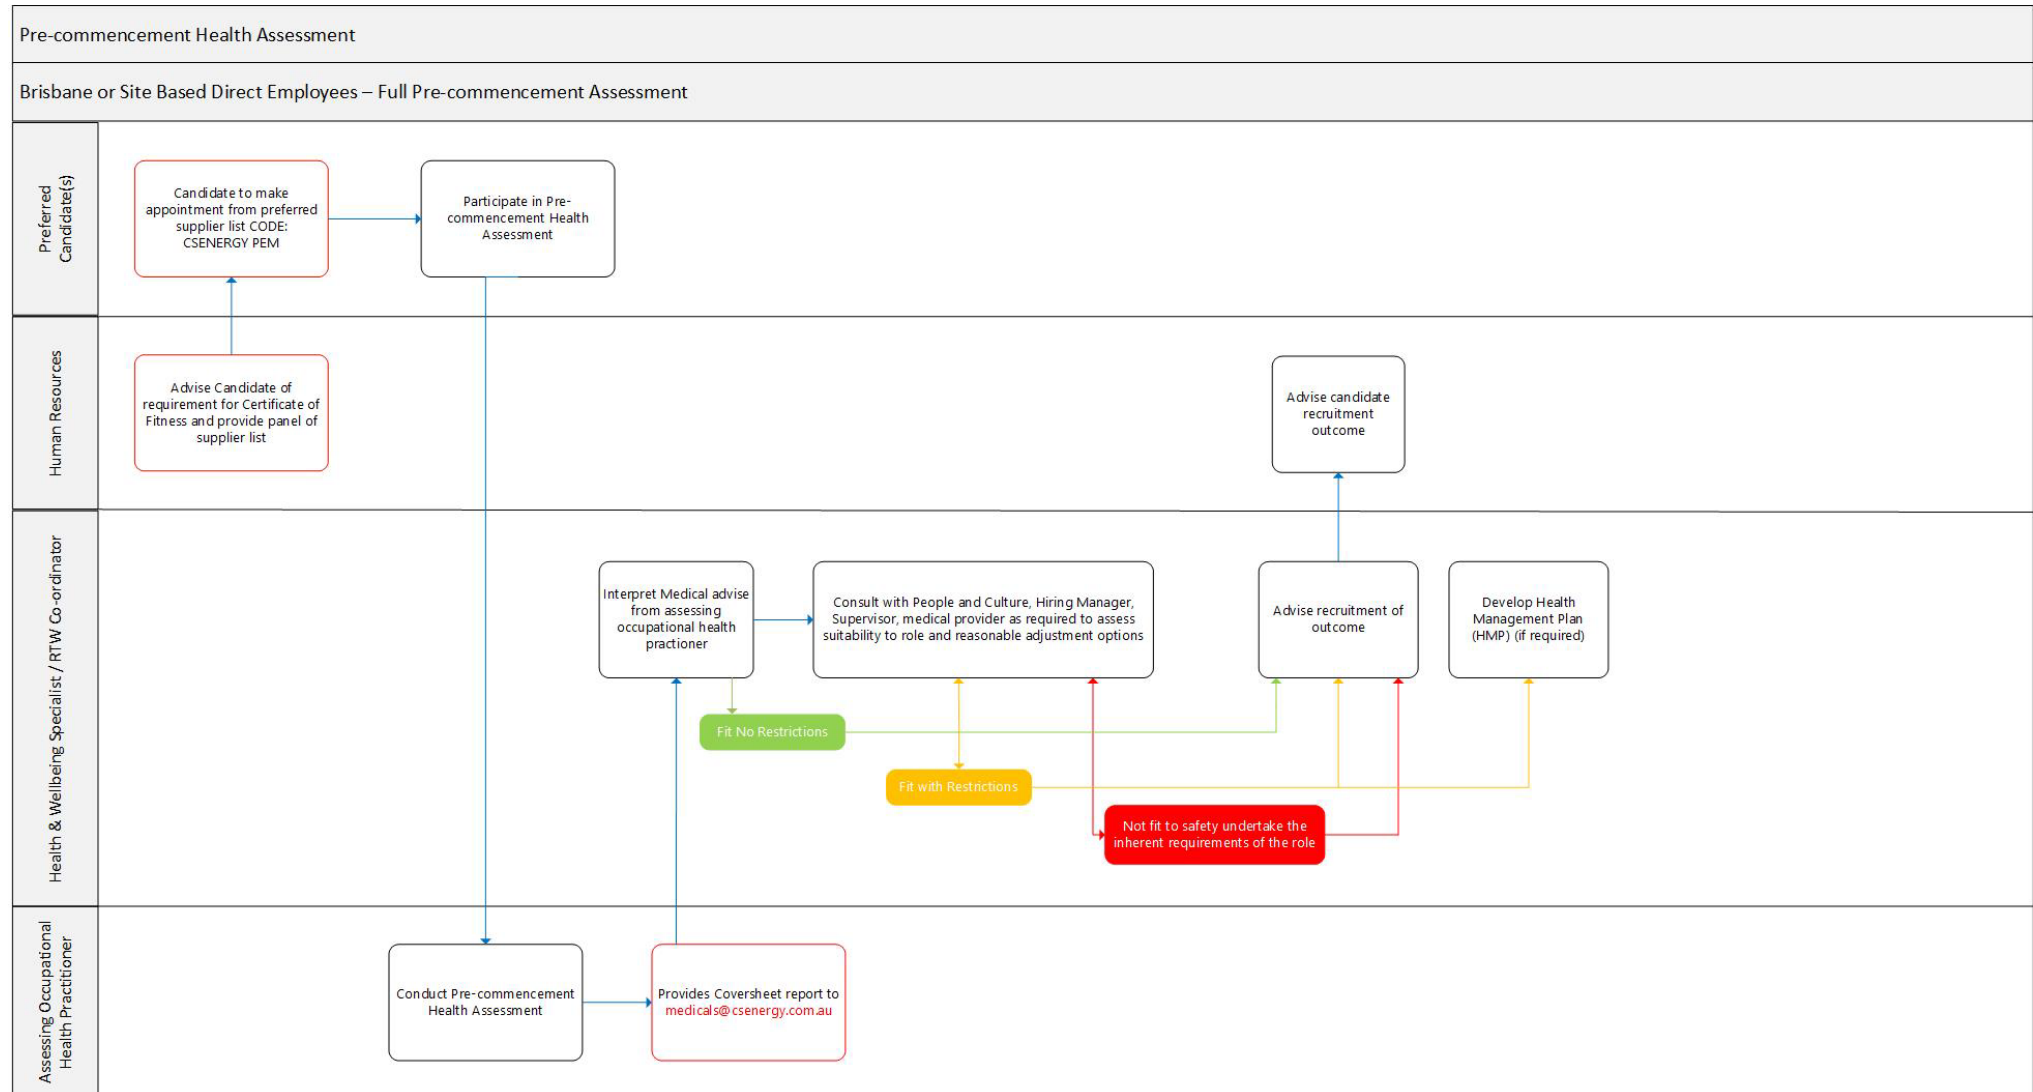 Pre-commencement Health Assessment
Brisbane or Site Based Direct Employees – Full Pre-commencement Assessment
Preferred
Candidate(s)
Candidate to make
appointment from preferred
supplier list CODE:
CSENERGY PEM
Participate in Pre-
commencement Health
Assessment
Human Resources
Advise Candidate of
requirement for Certificate of
Fitness and provide panel of
supplier list
Advise candidate
recruitment
outcome
Health & Wellbeing Specialist / RTW Co-ordinator
Interpret Medical advise
from assessing
occupational health
practioner
Consult with People and Culture, Hiring Manager,
Supervisor, medical provider as required to assess
suitability to role and reasonable adjustment options
Advise recruitment of
outcome
Develop Health
Management Plan
(HMP) (if required)
Fit No Restrictions
Fit with Restrictions
Not fit to safety undertake the
inherent requirements of the role
Assessing Occupational
Health Practitioner
Conduct Pre-commencement
Health Assessment
Provides Coversheet report to
medicals@csenergy.com.au